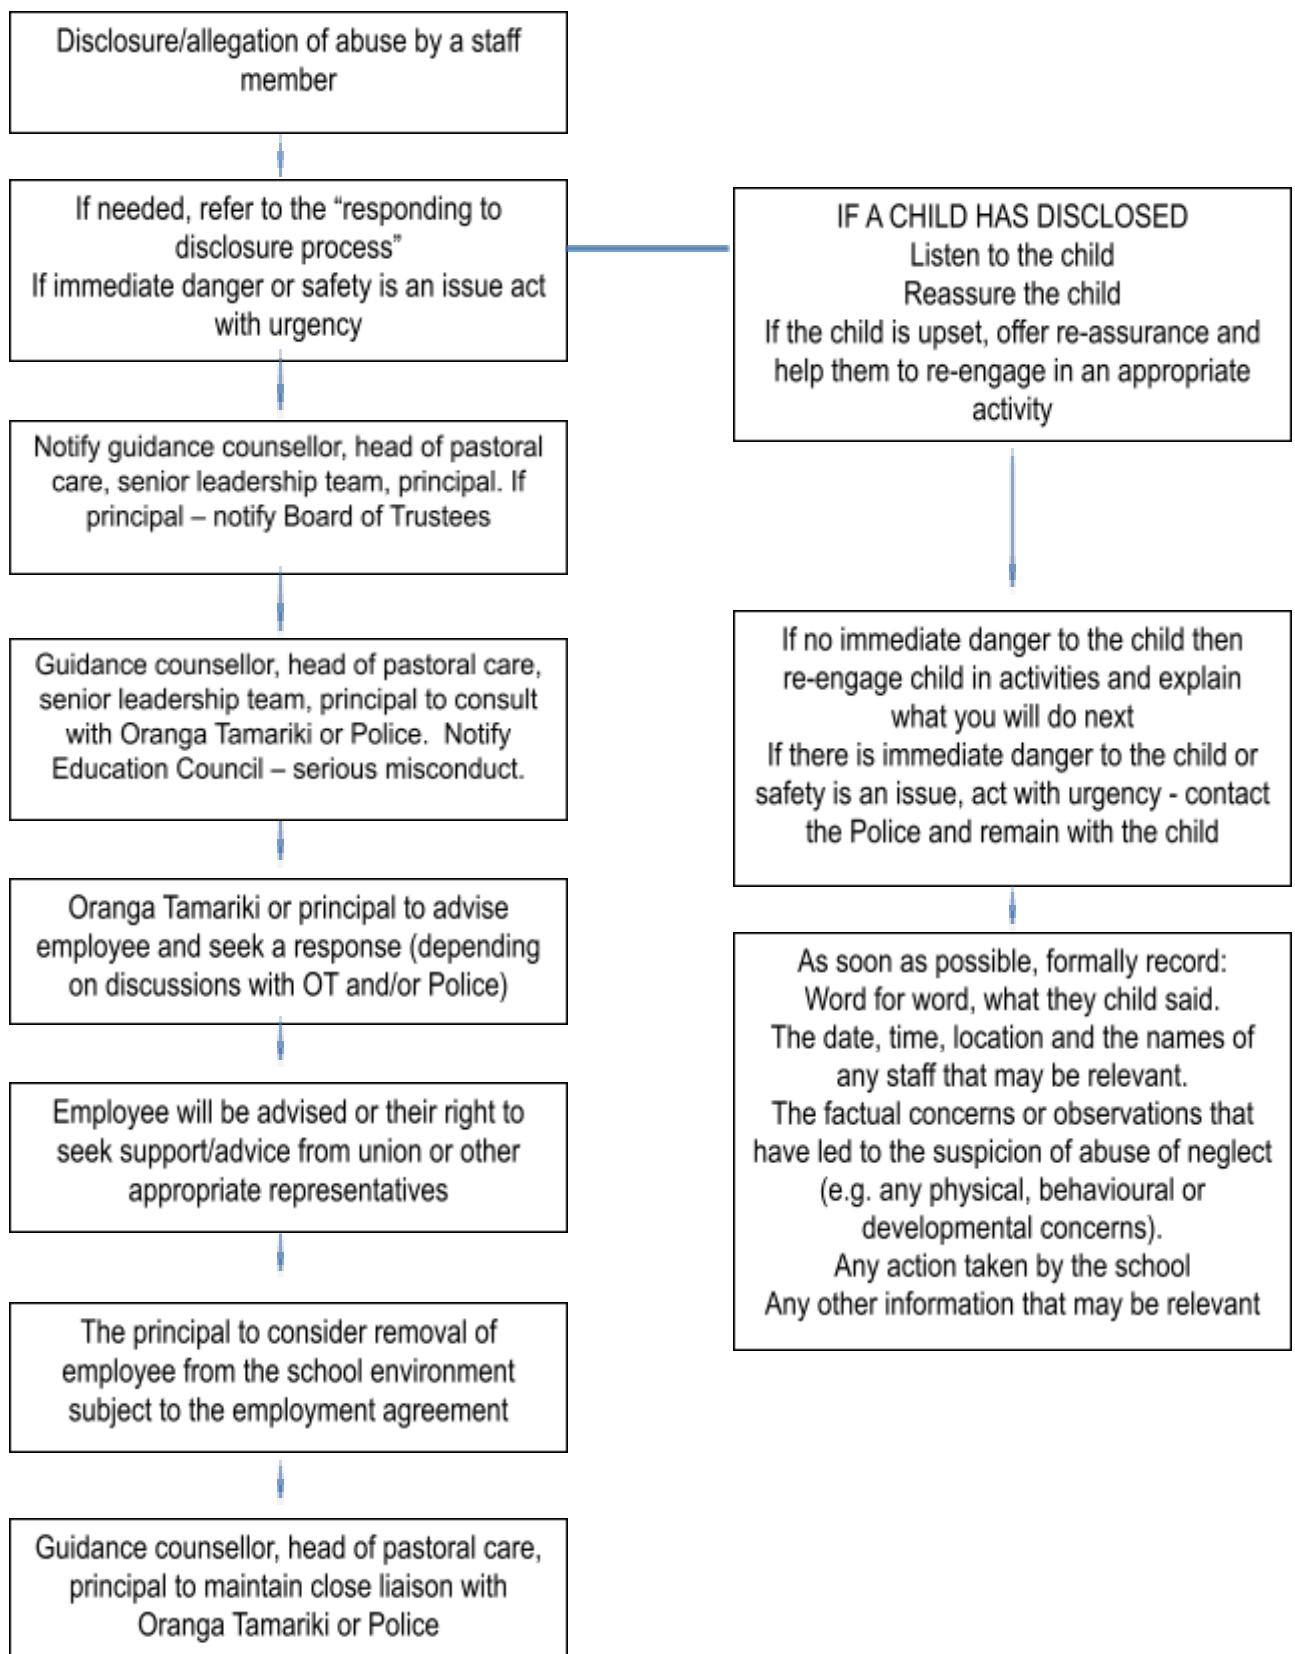 Disclosure/allegation of abuse by a staff
member
If needed, refer to the “responding to
disclosure process”
If immediate danger or safety is an issue act
with urgency
Notify guidance counsellor, head of pastoral
care, senior leadership team, principal. If
principal – notify Board of Trustees
Guidance counsellor, head of pastoral care,
senior leadership team, principal to consult
with Oranga Tamariki or Police.  Notify
Education Council – serious misconduct.
Oranga Tamariki or principal to advise
employee and seek a response (depending
on discussions with OT and/or Police)
Employee will be advised or their right to
seek support/advice from union or other
appropriate representatives
The principal to consider removal of
employee from the school environment
subject to the employment agreement
Guidance counsellor, head of pastoral care,
principal to maintain close liaison with
Oranga Tamariki or Police
IF A CHILD HAS DISCLOSED
Listen to the child
Reassure the child
If the child is upset, offer re-assurance and
help them to re-engage in an appropriate
activity
If no immediate danger to the child then
re-engage child in activities and explain
what you will do next
If there is immediate danger to the child or
safety is an issue, act with urgency - contact
the Police and remain with the child
As soon as possible, formally record:
Word for word, what they child said.
The date, time, location and the names of
any staff that may be relevant.
The factual concerns or observations that
have led to the suspicion of abuse of neglect
(e.g. any physical, behavioural or
developmental concerns).
Any action taken by the school
Any other information that may be relevant